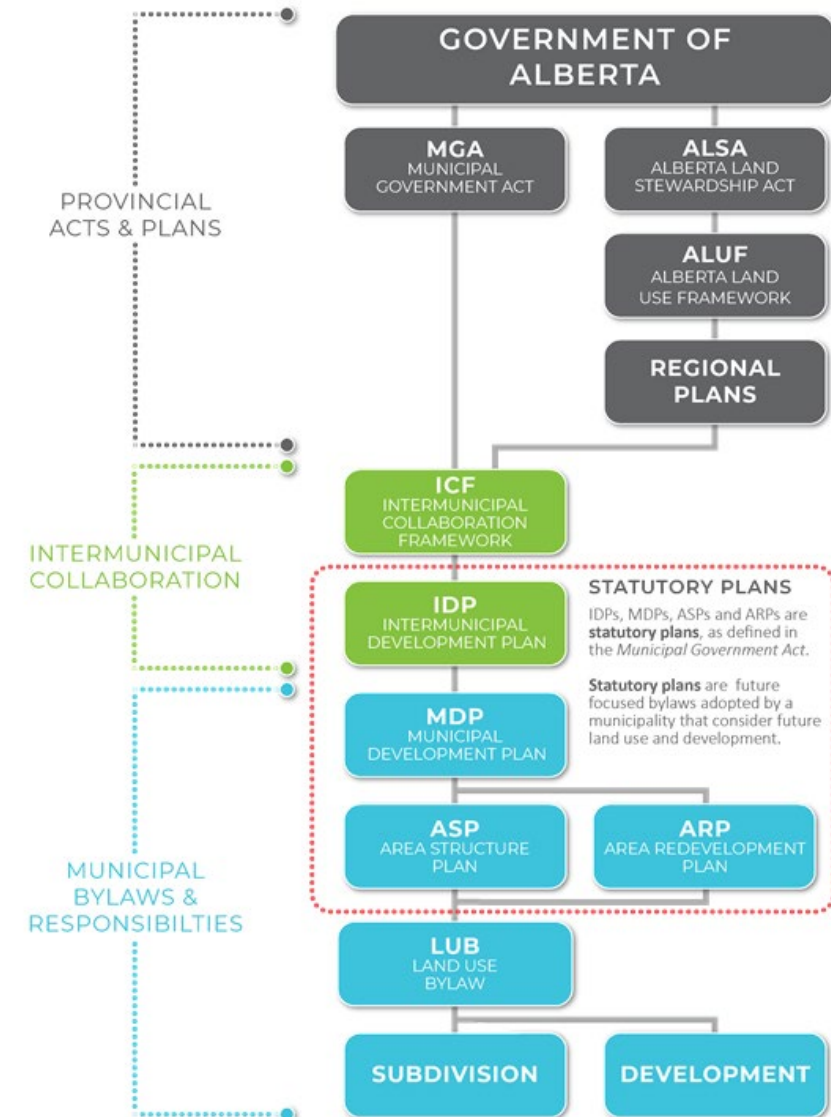 GOVERNMENT OF
ALBERTA
MGA
MUNICIPAL
GOVERNMENT ACT
ALSA
ALBERTA LAND
STEWARDSHIP ACT
PROVINCIAL
ACTS & PLANS
ALUF
ALBERTA LAND
USE FRAMEWORK
REGIONAL
PLANS
ICF
INTERMUNICIPAL
COLLABORATION
FRAMEWORK
INTERMUNICIPAL
COLLABORATION
IDP
INTERMUNICIPAL
DEVELOPMENT PLAN
STATUTORY PLANS
IDPs, MDPs, ASPs and ARPs are
statutory plans, as defined in
the Municipal Government Act.
Statutory plans are future
focused bylaws adopted by a
municipality that consider future
land use and development.
MDP
MUNICIPAL
DEVELOPMENT PLAN
ASP
AREA STRUCTURE
PLAN
ARP
AREA REDEVELOPMENT
PLAN
MUNICIPAL
BYLAWS &
RESPONSIBILTIES
LUB
LAND USE
BYLAW
SUBDIVISION
DEVELOPMENT